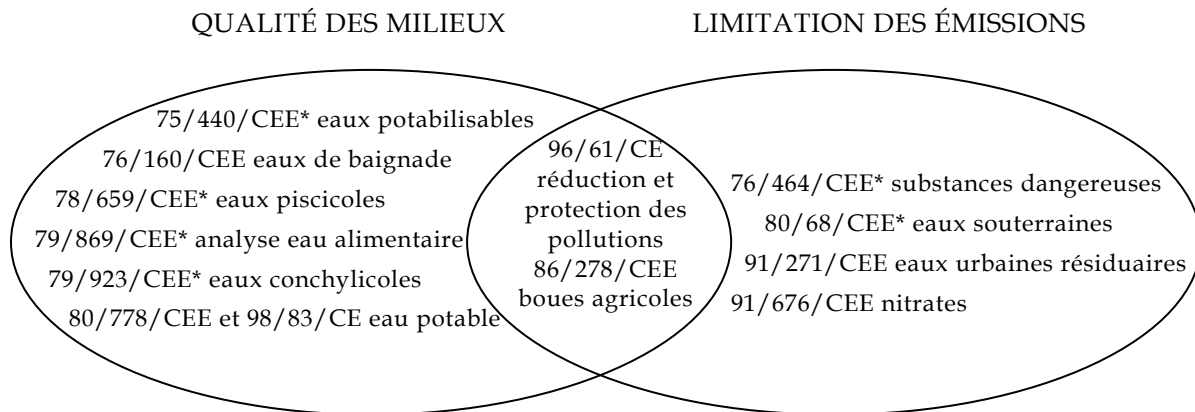 QUALITÉ DES MILIEUX
LIMITATION DES ÉMISSIONS
75/440/CEE* eaux potabilisables
76/160/CEE eaux de baignade
78/659/CEE* eaux piscicoles
79/869/CEE* analyse eau alimentaire
79/923/CEE* eaux conchylicoles
80/778/CEE et 98/83/CE eau potable
96/61/CE
réduction et
protection des
pollutions
86/278/CEE
boues agricoles
76/464/CEE* substances dangereuses
80/68/CEE* eaux souterraines
91/271/CEE eaux urbaines résiduaires
91/676/CEE nitrates